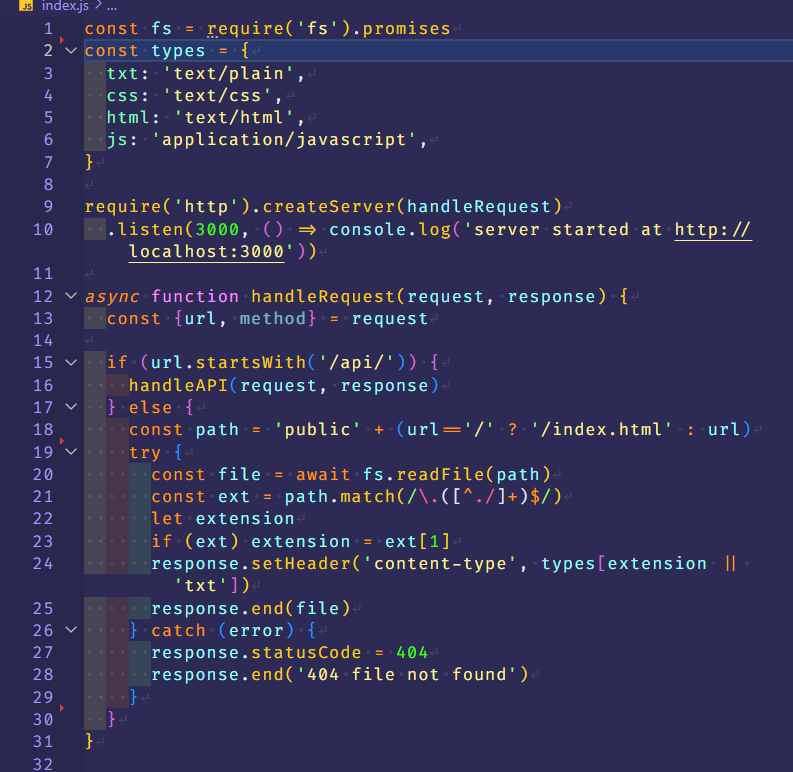 JS index.js > ...
1 const fs = require('fs').promises
2 const types = {
3 txt: 'text/plain',
4 css: 'text/css',
5 html: 'text/html',
6 js: 'application/javascript',
7 }
8
9 require('http').createServer(handleRequest)
10 .listen(3000, () => console.log('server started at http://
localhost:3000'))
11
12 async function handleRequest(request, response) {
13 const {url, method} = request
14
15 if (url.startsWith('/api/')) {
16 handleAPI(request, response)
17 } else {
18 const path = 'public' + (url=='/' ? '/index.html' : url)
19 try {
20 const file = await fs.readFile(path)
21 const ext = path.match(/\.([^./]+)$/)
22 let extension
23 if (ext) extension = ext[1]
24 response.setHeader('content-type', types[extension ||
'txt'])
25 response.end(file)
26 } catch (error) {
27 response.statusCode = 404
28 response.end('404 file not found')
29 }
30 }
31 }
32